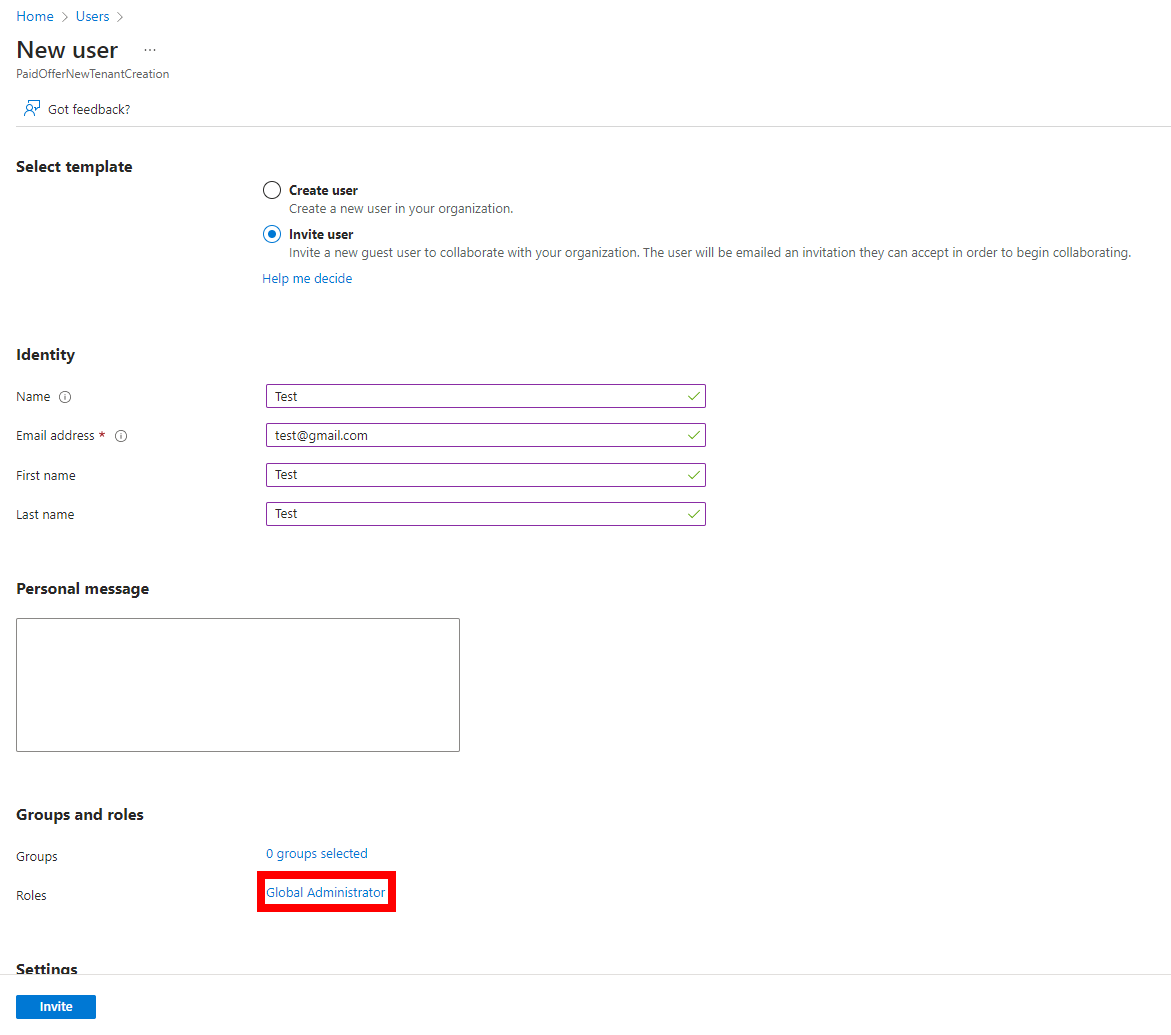 Home > Users >
New user ...
PaidOfferNewTenantCreation
Got feedback?
Select template
Create user
Create a new user in your organization.
Invite user
Invite a new guest user to collaborate with your organization. The user will be emailed an invitation they can accept in order to begin collaborating.
Help me decide
Identity
Name Test
Email address * test@gmail.com
First name Test
Last name Test
Personal message
Groups and roles
Groups 0 groups selected
Roles Global Administrator
Settings
Invite